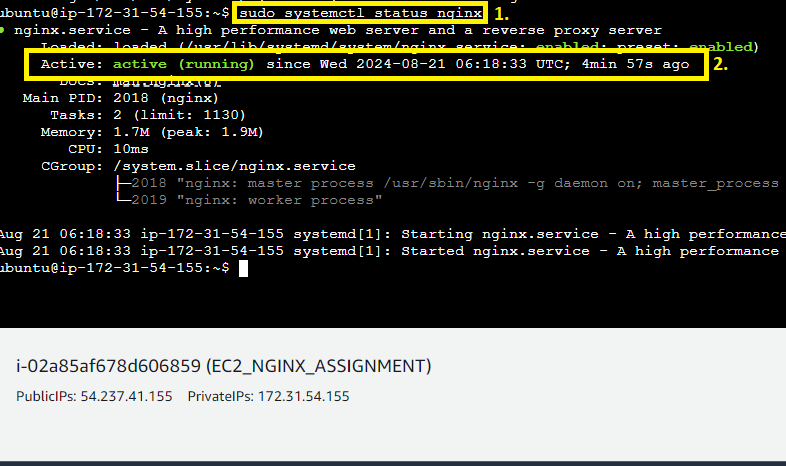 ubuntu@ip-172-31-54-155:~$ sudo systemctl status nginx 1.
● nginx.service - A high performance web server and a reverse proxy server
Loaded: loaded (/usr/lib/systemd/system/nginx.service; enabled; preset: enabled)
Active: active (running) since Wed 2024-08-21 06:18:33 UTC; 4min 57s ago 2.
Docs: man:nginx(8)
Main PID: 2018 (nginx)
Tasks: 2 (limit: 1130)
Memory: 1.7M (peak: 1.9M)
CPU: 10ms
CGroup: /system.slice/nginx.service
├─2018 "nginx: master process /usr/sbin/nginx -g daemon on; master_process
└─2019 "nginx: worker process"
Aug 21 06:18:33 ip-172-31-54-155 systemd[1]: Starting nginx.service - A high performance
Aug 21 06:18:33 ip-172-31-54-155 systemd[1]: Started nginx.service - A high performance
ubuntu@ip-172-31-54-155:~$
i-02a85af678d606859 (EC2_NGINX_ASSIGNMENT)
PublicIPs: 54.237.41.155 PrivateIPs: 172.31.54.155